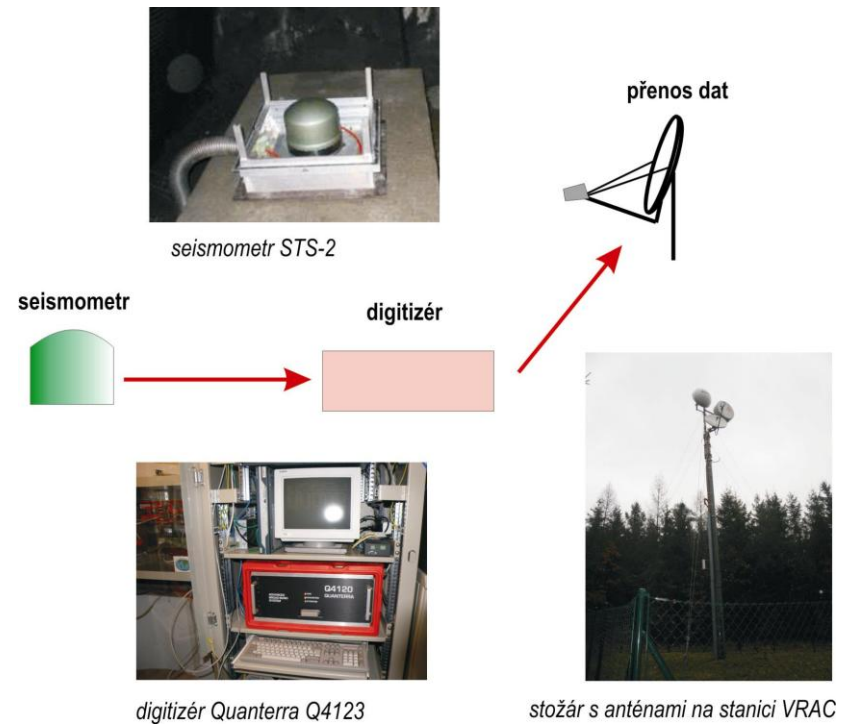 přenos dat
seismometr STS-2
seismometr
digitizér
Q4120
QUANTERRA
digitizér Quanterra Q4123
stožár s anténami na stanici VRAC